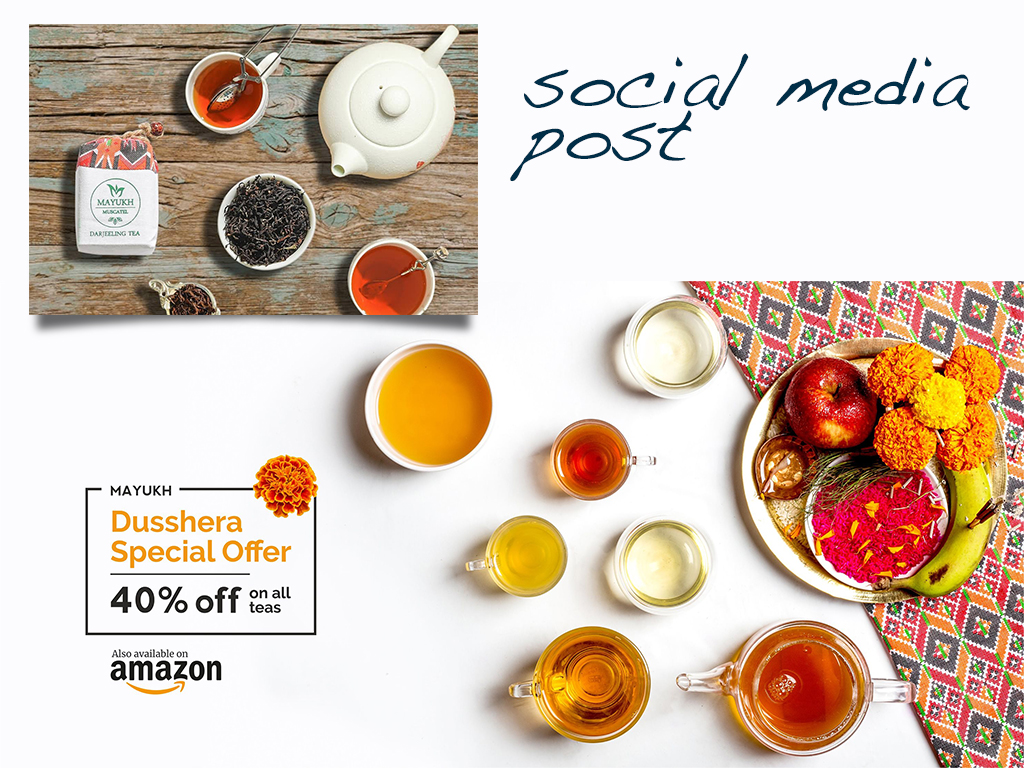 social media
post
MAYUKH
MUSCATEL
DARJEELING TEA
MAYUKH
Dusshera
Special Offer
40% off on all
teas
Also available on
amazon